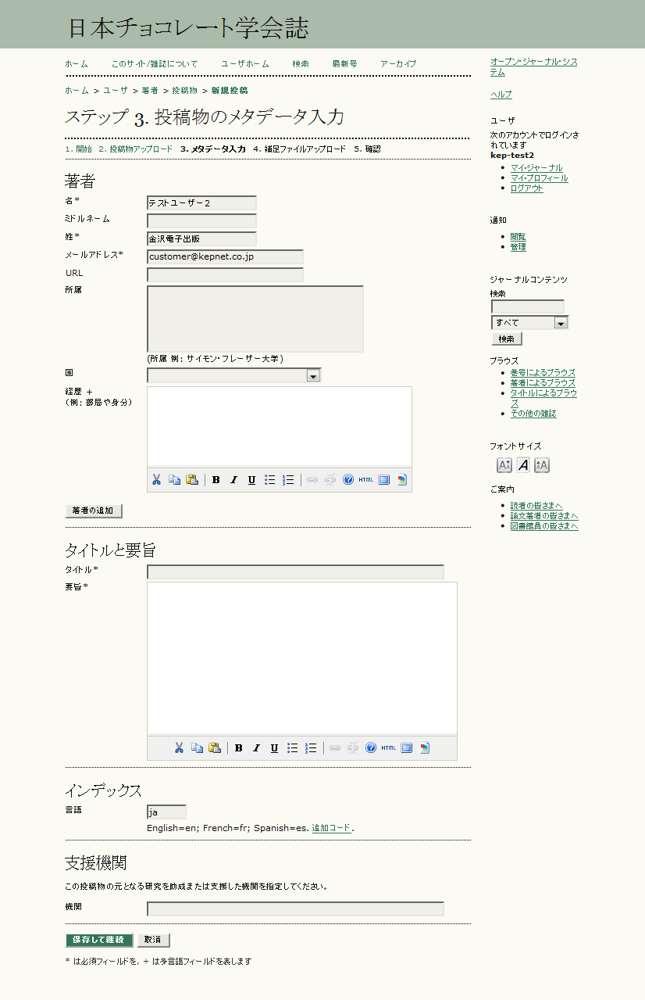 日本チョコレート学会誌
ホーム このサイト/雑誌について ユーザホーム 検索 最新号 アーカイブ
ホーム > ユーザ > 著者 > 投稿物 > 新規投稿
ステップ 3. 投稿物のメタデータ入力
1. 開始 2. 投稿物アップロード 3. メタデータ入力 4. 補足ファイルアップロード 5. 確認
著者
名* テストユーザー2
ミドルネーム
姓* 金沢電子出版
メールアドレス* customer@kepnet.co.jp
URL
所属
(所属 例: サイモン・フレーザー大学)
国
経歴 +
(例: 部局や身分)
B I U HTML
著者の追加
タイトルと要旨
タイトル*
要旨*
B I U HTML
インデックス
言語 ja
English=en; French=fr; Spanish=es. 追加コード.
支援機関
この投稿物の元となる研究を助成または支援した機関を指定してください。
機関
保存して継続 取消
* は必須フィールドを, + は多言語フィールドを表します
オープン・ジャーナル・シス
テム
ヘルプ
ユーザ
次のアカウントでログインさ
れています
kep-test2
マイ・ジャーナル
マイ・プロフィール
ログアウト
通知
閲覧
管理
ジャーナルコンテンツ
検索
すべて
検索
ブラウズ
巻号によるブラウズ
著者によるブラウズ
タイトルによるブラウ
ズ
その他の雑誌
フォントサイズ
ご案内
読者の皆さまへ
論文著者の皆さまへ
図書館員の皆さまへ